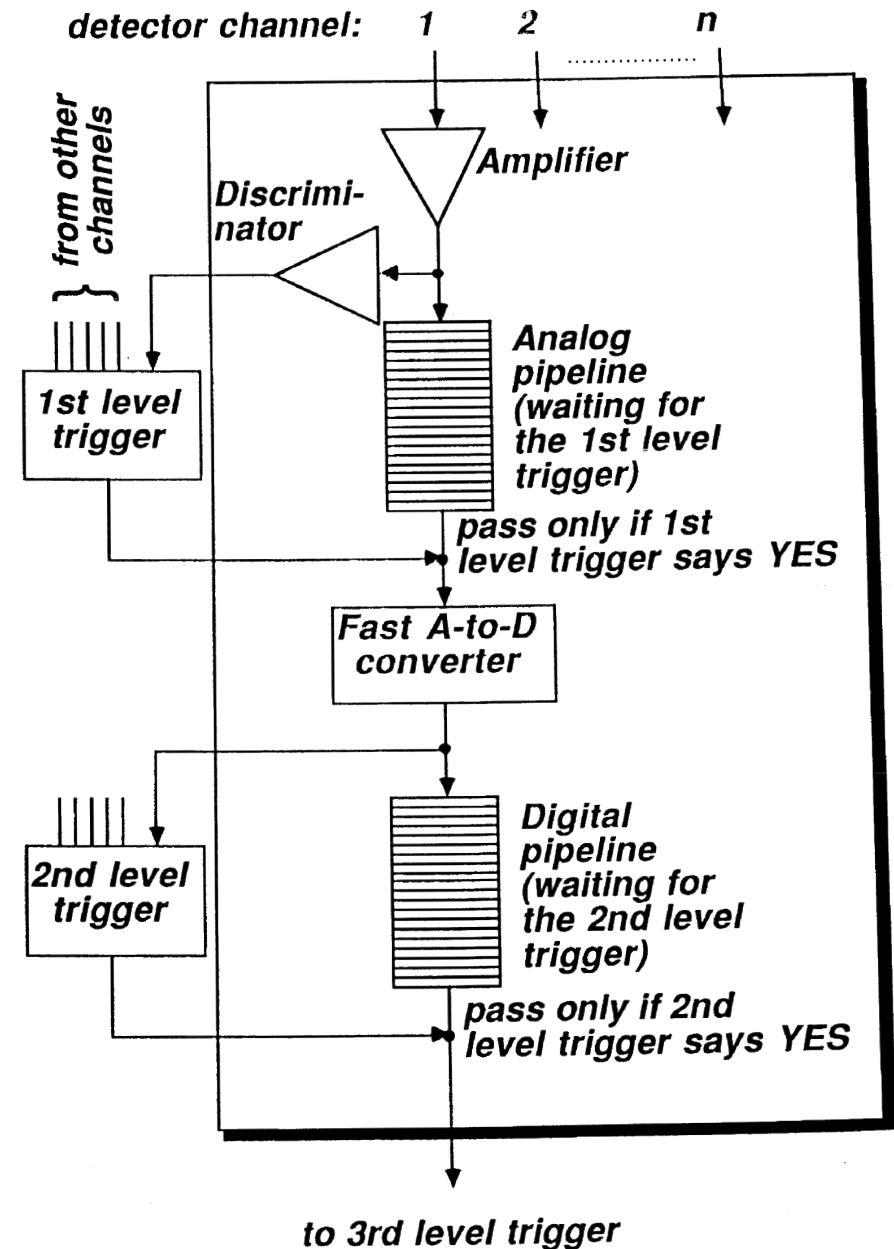 detector channel: 1 2 n
from other
channels
Amplifier
Discrimi-
nator
Analog
pipeline
(waiting for
the 1st level
trigger)
1st level
trigger
pass only if 1st
level trigger says YES
Fast A-to-D
converter
Digital
pipeline
(waiting for
the 2nd level
trigger)
2nd level
trigger
pass only if 2nd
level trigger says YES
to 3rd level trigger